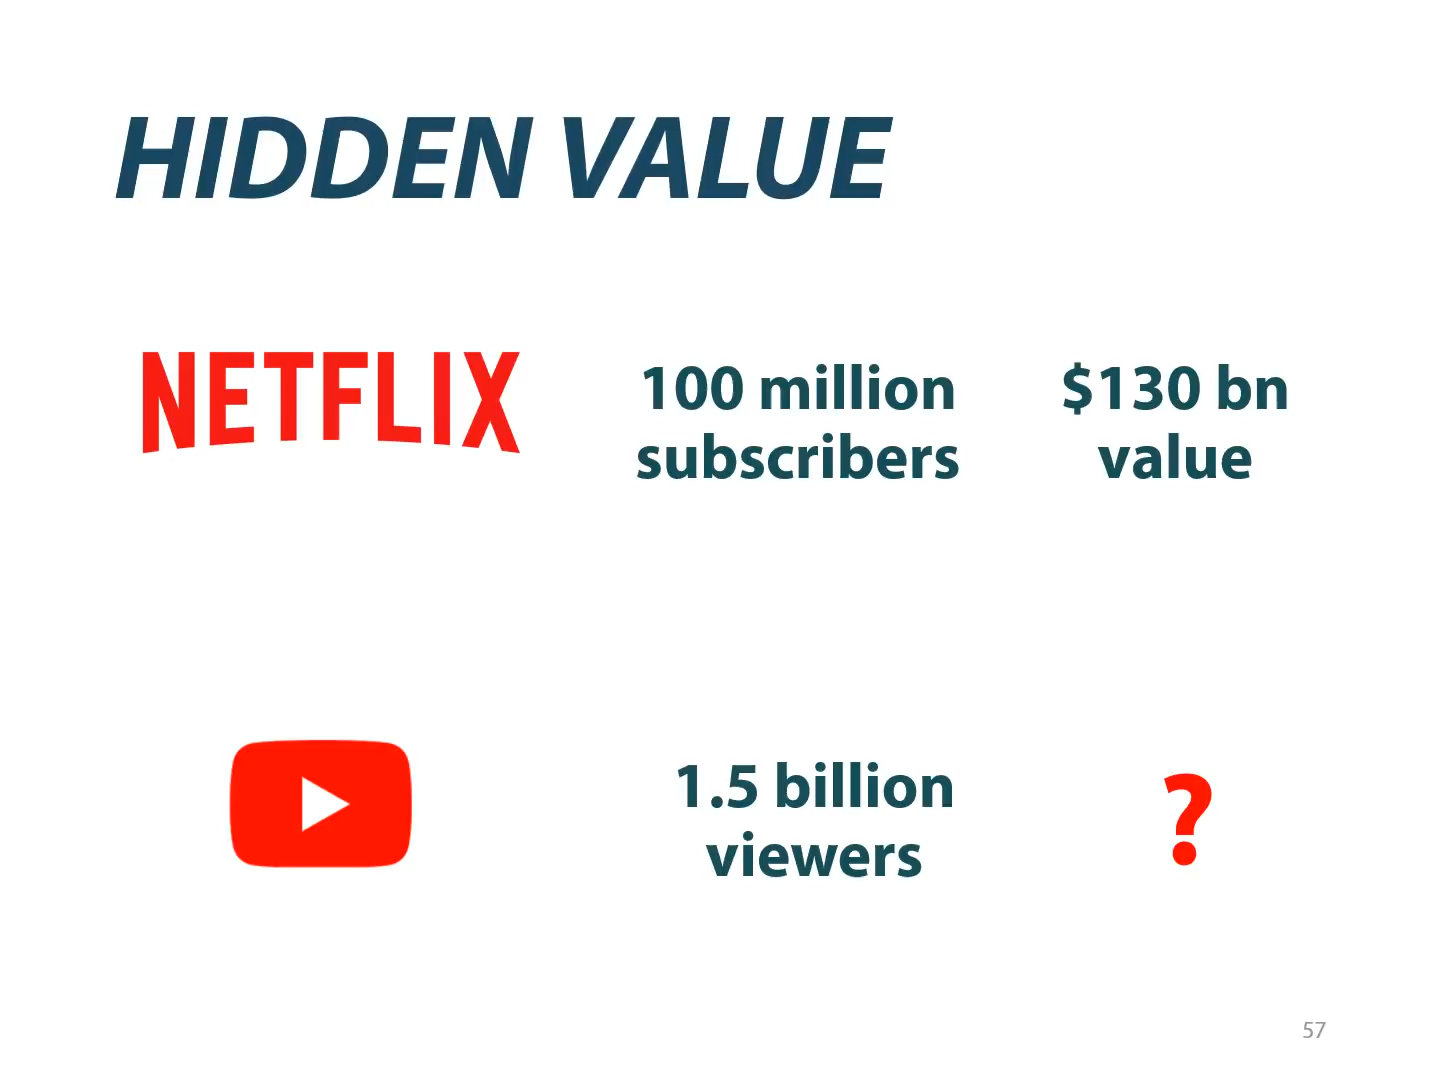 HIDDEN VALUE
NETFLIX
100 million
subscribers
$130 bn
value
1.5 billion
viewers
?
57